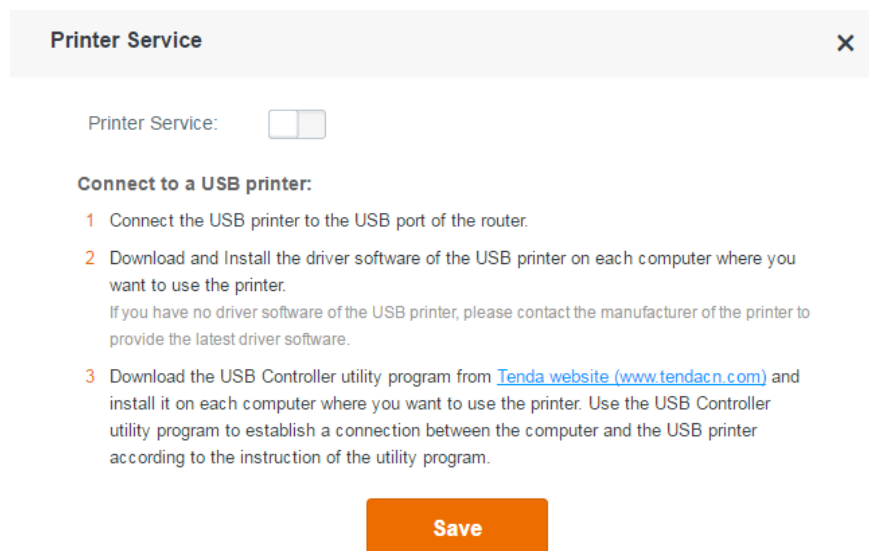 Printer Service
×
Printer Service:
Connect to a USB printer:
1 Connect the USB printer to the USB port of the router.
2 Download and Install the driver software of the USB printer on each computer where you
want to use the printer.
If you have no driver software of the USB printer, please contact the manufacturer of the printer to
provide the latest driver software.
3 Download the USB Controller utility program from Tenda website (www.tendacn.com) and
install it on each computer where you want to use the printer. Use the USB Controller
utility program to establish a connection between the computer and the USB printer
according to the instruction of the utility program.
Save